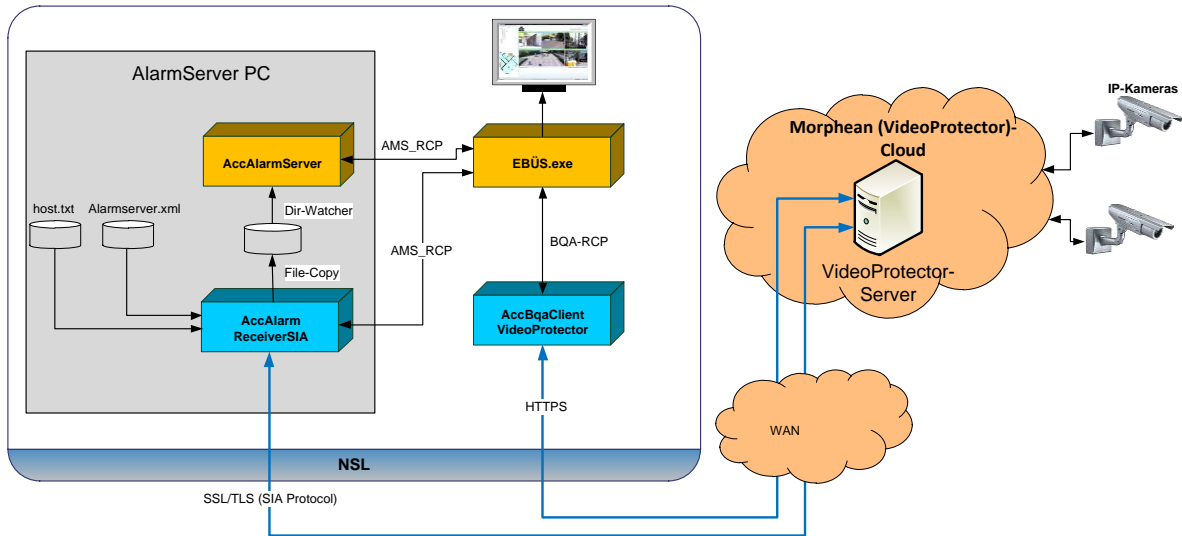 AlarmServer PC
AccAlarmServer
host.txt
Alarmserver.xml
Dir-Watcher
File-Copy
AccAlarm
ReceiverSIA
AMS_RCP
AMS_RCP
EBÜS.exe
BQA-RCP
AccBqaClient
VideoProtector
HTTPS
NSL
SSL/TLS (SIA Protocol)
Morphean (VideoProtector)-
Cloud
VideoProtector-
Server
WAN
IP-Kameras